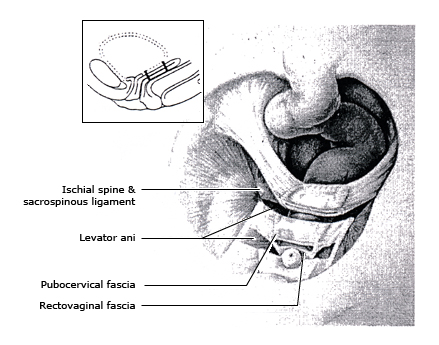 Ischial spine &
sacrospinous ligament
Levator ani
Pubocervical fascia
Rectovaginal fascia